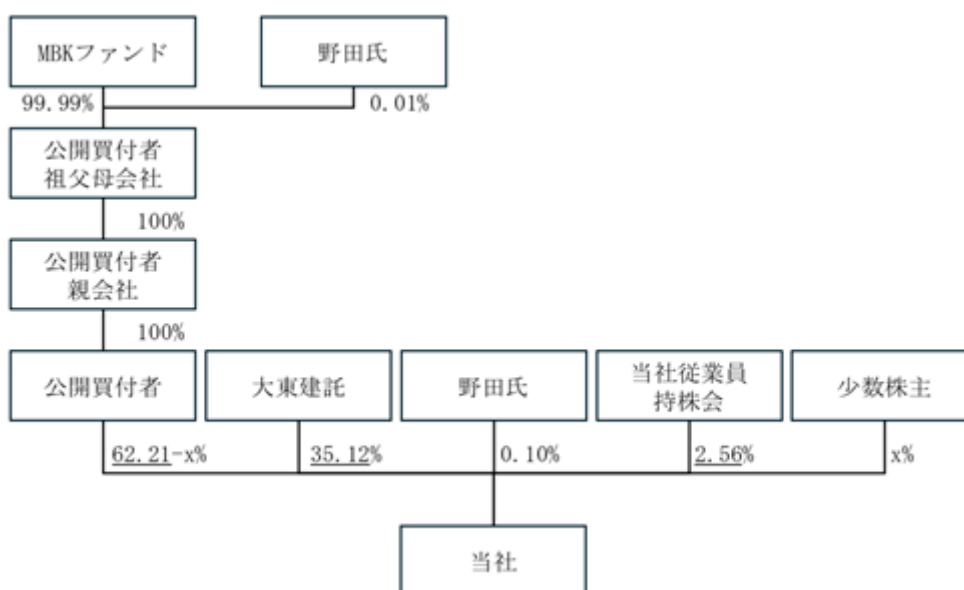 MBKファンド
野田氏
99.99%
0.01%
公開買付者
祖父母会社
100%
公開買付者
親会社
100%
公開買付者
大東建託
野田氏
当社従業員
持株会
少数株主
62.21-x%
35.12%
0.10%
2.56%
x%
当社